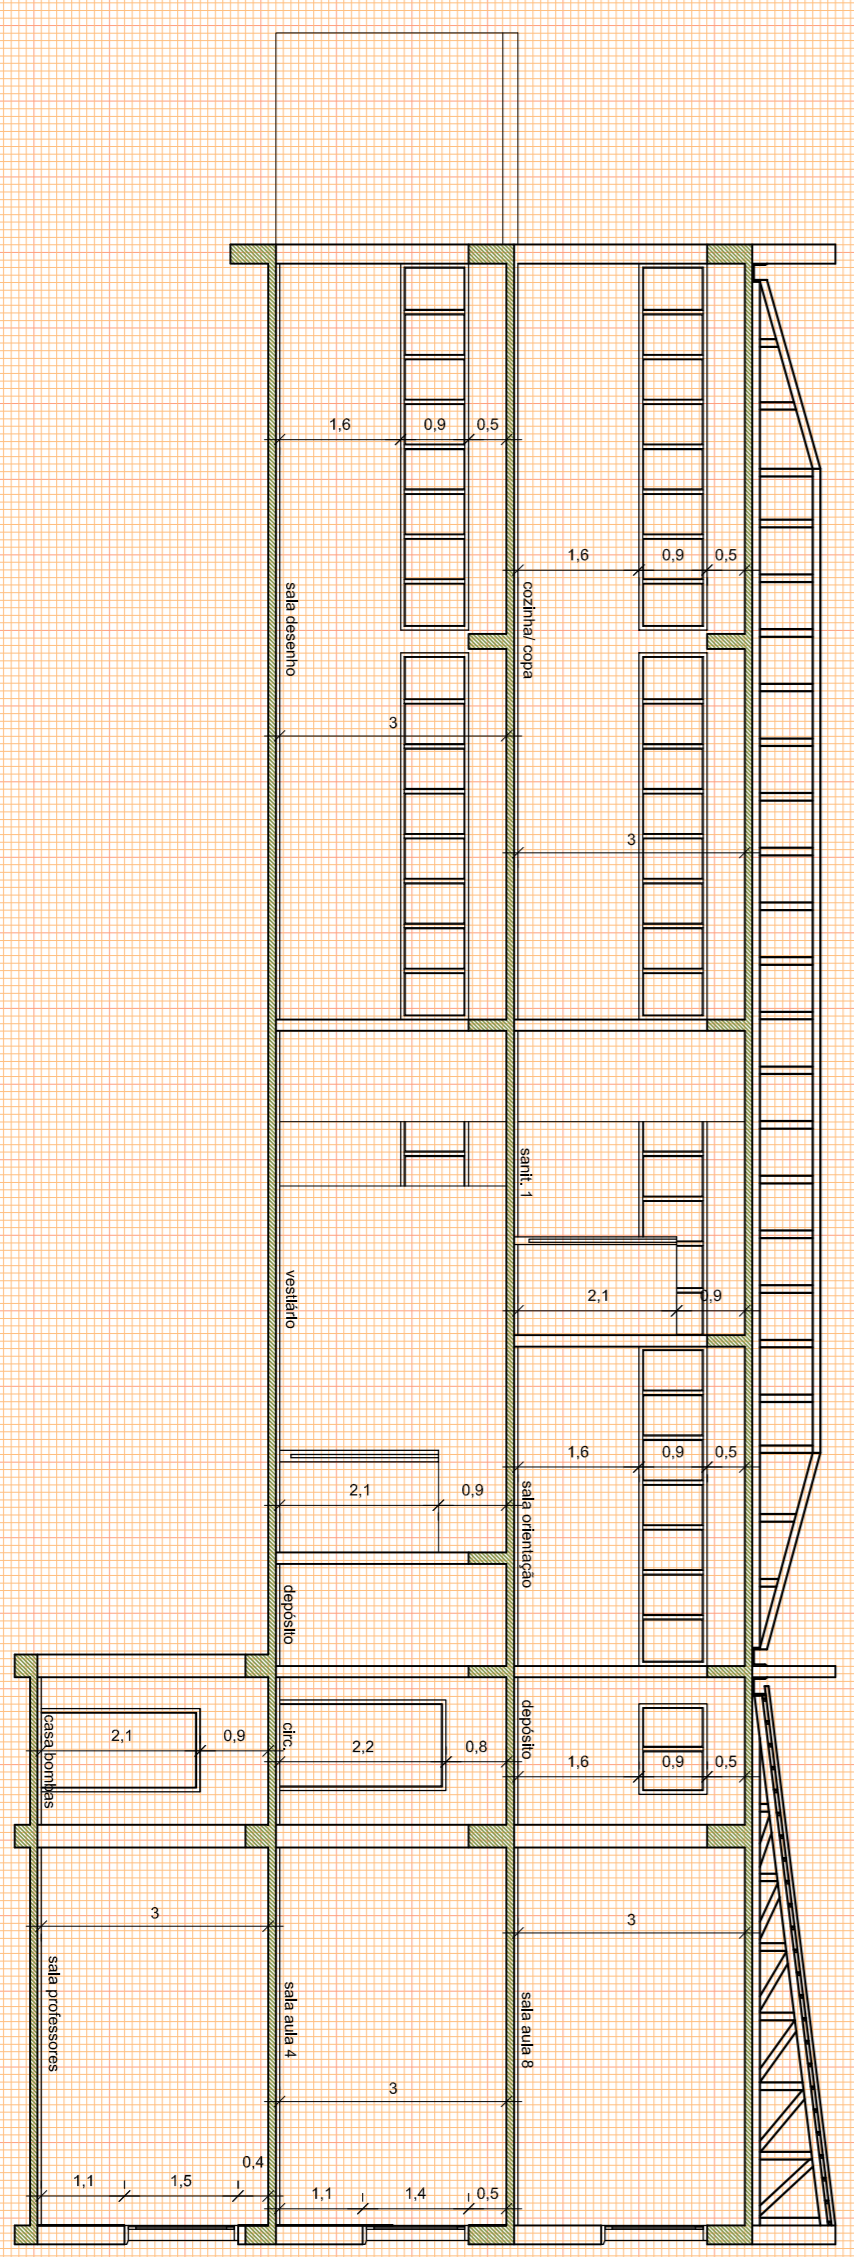 1,6
0,9
0,5
1,6
0,9
0,5
sala desenho
cozinha/ copa
3
3
sanit. 1
vestiário
2,1
0,9
1,6
0,9
0,5
2,1
0,9
sala orientação
depósito
casa bombas
circ.
depósito
2,1
0,9
2,2
0,8
1,6
0,9
0,5
3
3
sala professores
sala aula 4
sala aula 8
3
0,4
1,1
1,5
1,1
1,4
0,5